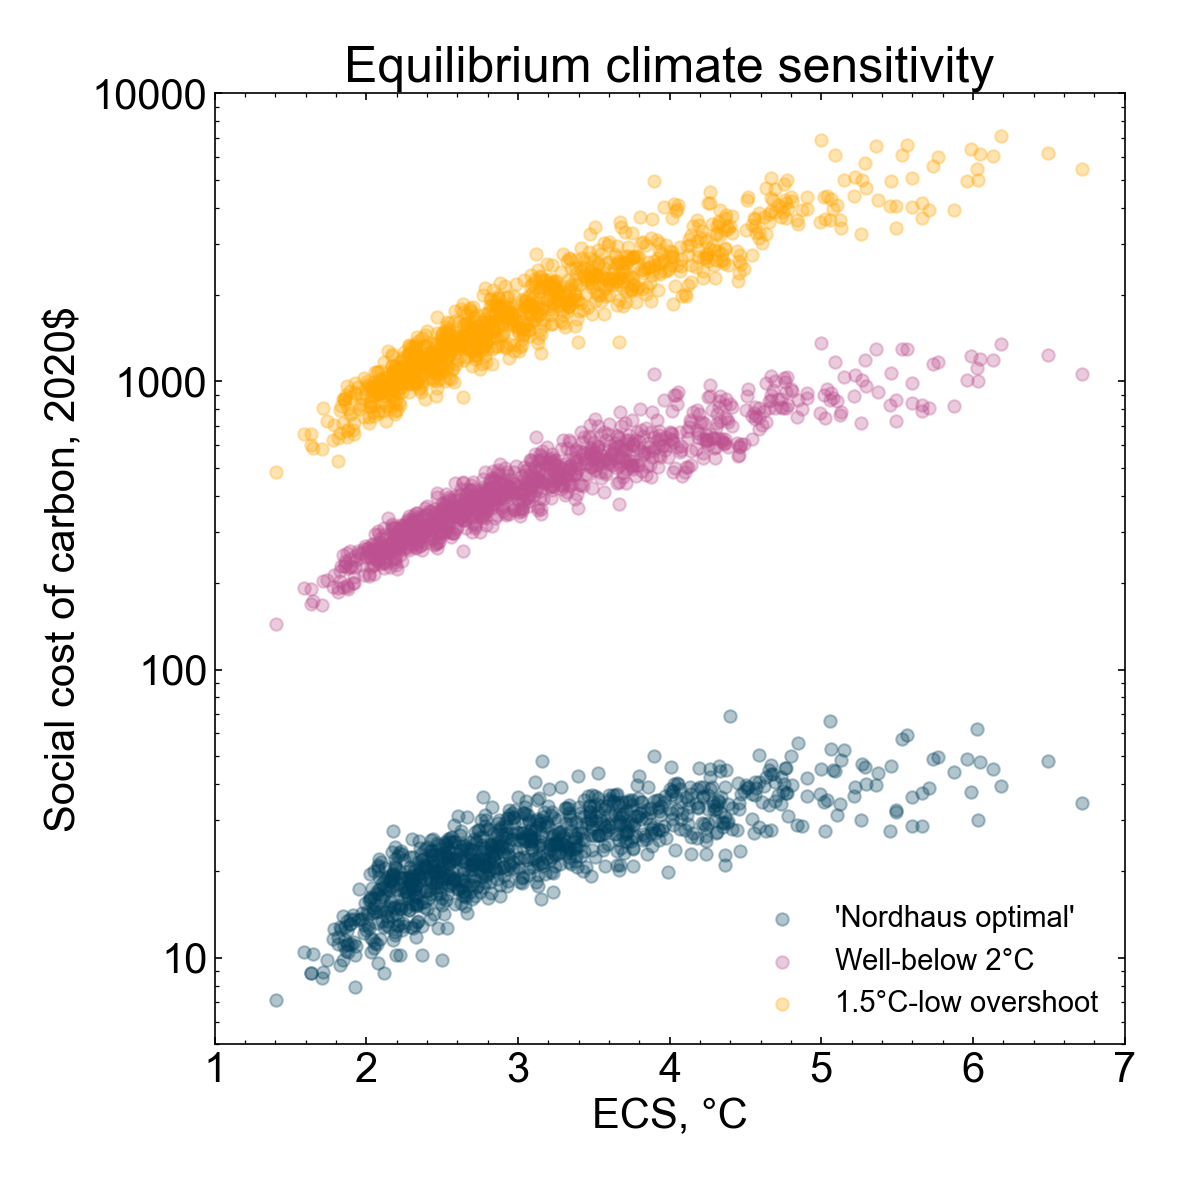 Equilibrium climate sensitivity
10000
1000
100
10
Social cost of carbon, 2020$
'Nordhaus optimal'
Well-below 2°C
1.5°C-low overshoot
1 2 3 4 5 6 7
ECS, °C